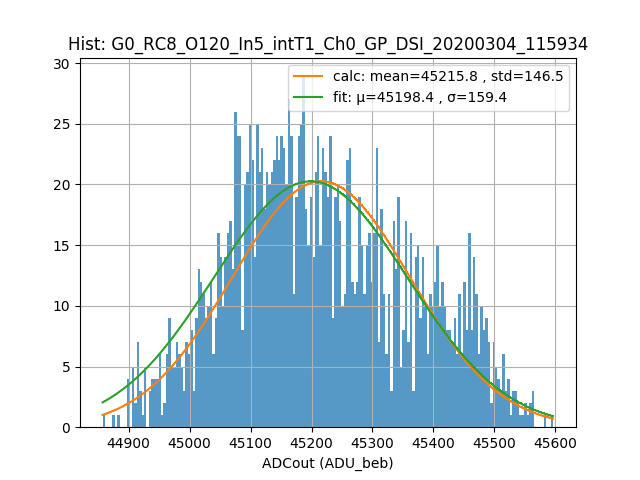 Hist: G0_RC8_O120_In5_intT1_Ch0_GP_DSI_20200304_115934
calc: mean=45215.8 , std=146.5
fit: μ=45198.4 , σ=159.4
30
25
20
15
10
5
0
44900 45000 45100 45200 45300 45400 45500 45600
ADCout (ADU_beb)